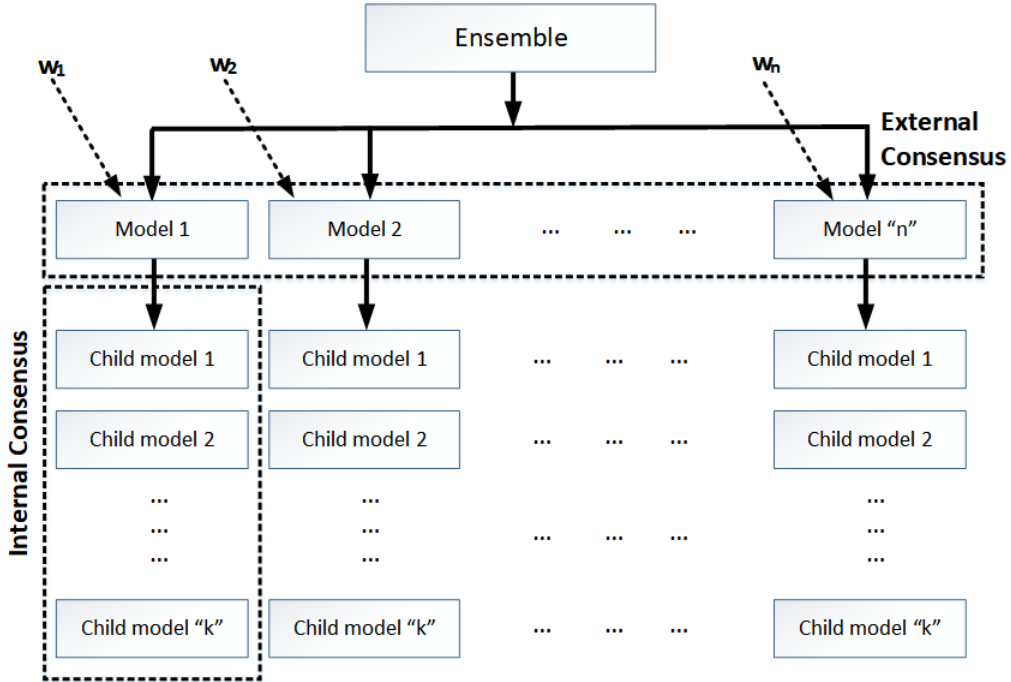 Ensemble
w₁
w₂
wₙ
External
Consensus
Model 1
Model 2
... ... ...
Model “n”
Internal Consensus
Child model 1
Child model 1
... ... ...
Child model 1
Child model 2
Child model 2
... ... ...
Child model 2
...
...
...
...
...
...
... ... ...
...
...
...
Child model “k”
Child model “k”
... ... ...
Child model “k”